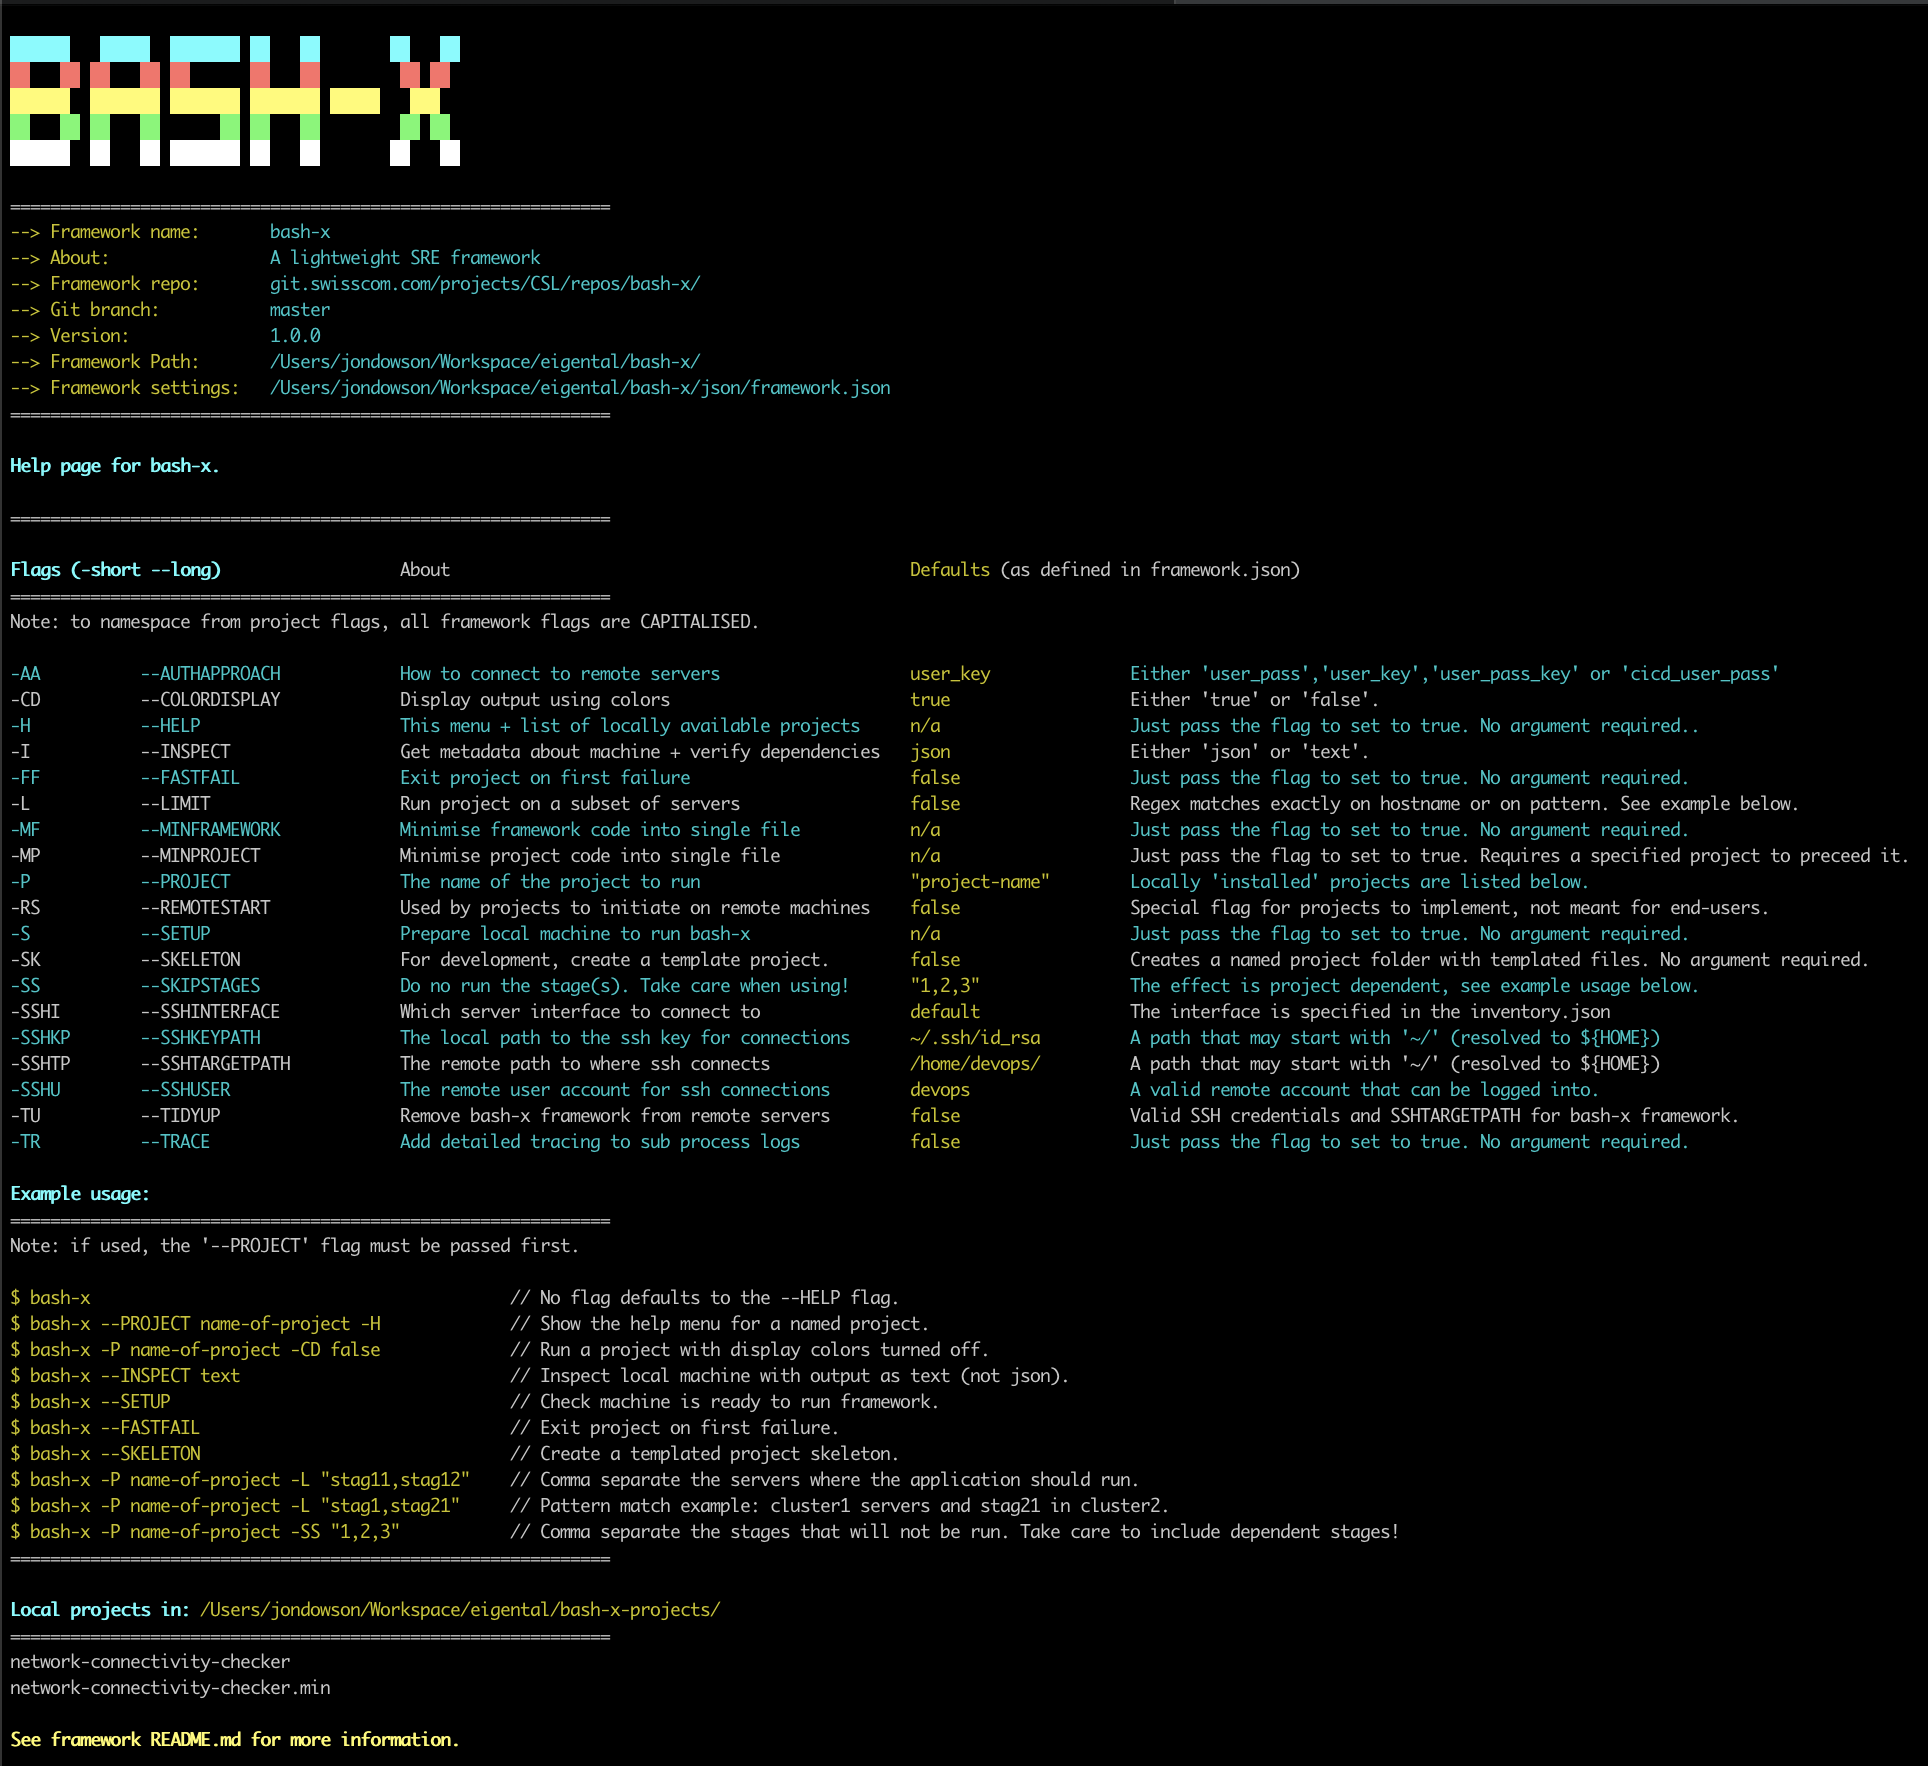 BASH-X
============================================================
--> Framework name:       bash-x
--> About:                A lightweight SRE framework
--> Framework repo:       git.swisscom.com/projects/CSL/repos/bash-x/
--> Git branch:           master
--> Version:              1.0.0
--> Framework Path:       /Users/jondowson/Workspace/eigental/bash-x/
--> Framework settings:   /Users/jondowson/Workspace/eigental/bash-x/json/framework.json
============================================================
Help page for bash-x.
============================================================
Flags (-short --long)                  About                                              Defaults (as defined in framework.json)
============================================================
Note: to namespace from project flags, all framework flags are CAPITALISED.
-AA          --AUTHAPPROACH            How to connect to remote servers                   user_key              Either 'user_pass','user_key','user_pass_key' or 'cicd_user_pass'
-CD          --COLORDISPLAY            Display output using colors                        true                  Either 'true' or 'false'.
-H           --HELP                    This menu + list of locally available projects     n/a                   Just pass the flag to set to true. No argument required..
-I           --INSPECT                 Get metadata about machine + verify dependencies   json                  Either 'json' or 'text'.
-FF          --FASTFAIL                Exit project on first failure                      false                 Just pass the flag to set to true. No argument required.
-L           --LIMIT                   Run project on a subset of servers                 false                 Regex matches exactly on hostname or on pattern. See example below.
-MF          --MINFRAMEWORK            Minimise framework code into single file           n/a                   Just pass the flag to set to true. No argument required.
-MP          --MINPROJECT              Minimise project code into single file             n/a                   Just pass the flag to set to true. Requires a specified project to preceed it.
-P           --PROJECT                 The name of the project to run                     "project-name"        Locally 'installed' projects are listed below.
-RS          --REMOTESTART             Used by projects to initiate on remote machines    false                 Special flag for projects to implement, not meant for end-users.
-S           --SETUP                   Prepare local machine to run bash-x                n/a                   Just pass the flag to set to true. No argument required.
-SK          --SKELETON                For development, create a template project.        false                 Creates a named project folder with templated files. No argument required.
-SS          --SKIPSTAGES              Do no run the stage(s). Take care when using!      "1,2,3"               The effect is project dependent, see example usage below.
-SSHI        --SSHINTERFACE            Which server interface to connect to               default               The interface is specified in the inventory.json
-SSHKP       --SSHKEYPATH              The local path to the ssh key for connections      ~/.ssh/id_rsa         A path that may start with '~/' (resolved to ${HOME})
-SSHTP       --SSHTARGETPATH           The remote path to where ssh connects              /home/devops/         A path that may start with '~/' (resolved to ${HOME})
-SSHU        --SSHUSER                 The remote user account for ssh connections        devops                A valid remote account that can be logged into.
-TU          --TIDYUP                  Remove bash-x framework from remote servers        false                 Valid SSH credentials and SSHTARGETPATH for bash-x framework.
-TR          --TRACE                   Add detailed tracing to sub process logs           false                 Just pass the flag to set to true. No argument required.
Example usage:
============================================================
Note: if used, the '--PROJECT' flag must be passed first.
$ bash-x                                          // No flag defaults to the --HELP flag.
$ bash-x --PROJECT name-of-project -H             // Show the help menu for a named project.
$ bash-x -P name-of-project -CD false             // Run a project with display colors turned off.
$ bash-x --INSPECT text                           // Inspect local machine with output as text (not json).
$ bash-x --SETUP                                  // Check machine is ready to run framework.
$ bash-x --FASTFAIL                               // Exit project on first failure.
$ bash-x --SKELETON                               // Create a templated project skeleton.
$ bash-x -P name-of-project -L "stag11,stag12"    // Comma separate the servers where the application should run.
$ bash-x -P name-of-project -L "stag1,stag21"     // Pattern match example: cluster1 servers and stag21 in cluster2.
$ bash-x -P name-of-project -SS "1,2,3"           // Comma separate the stages that will not be run. Take care to include dependent stages!
============================================================
Local projects in: /Users/jondowson/Workspace/eigental/bash-x-projects/
============================================================
network-connectivity-checker
network-connectivity-checker.min
See framework README.md for more information.